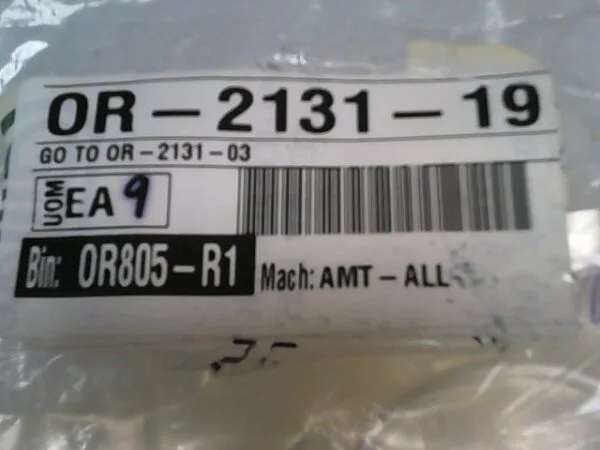 OR-2131-19
GO TO OR-2131-03
UOM EA 9
Bin: OR805-R1 Mach: AMT-ALL